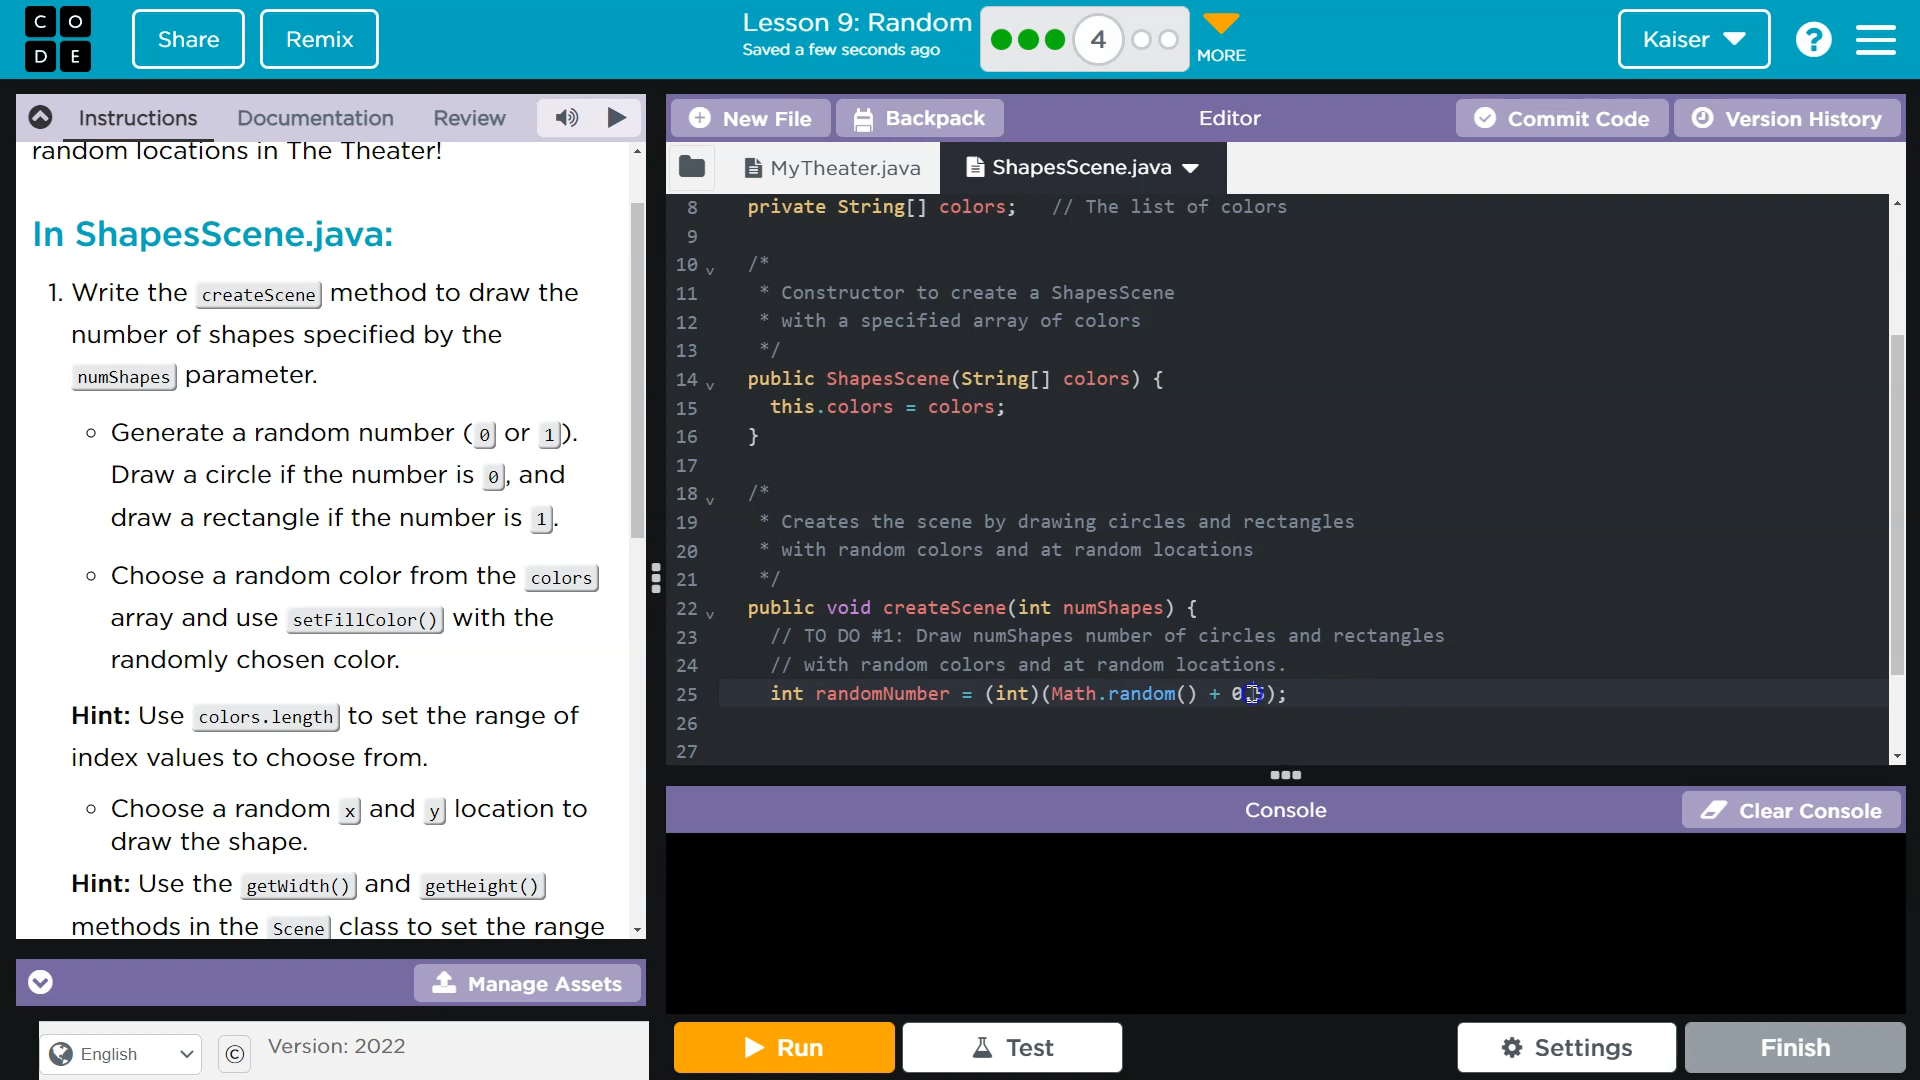 C O
D E
Share
Remix
Lesson 9: Random
Saved a few seconds ago
4
MORE
Kaiser
?
Instructions
Documentation
Review
New File
Backpack
Editor
Commit Code
Version History
random locations in The Theater!
In ShapesScene.java:
1. Write the createScene method to draw the
number of shapes specified by the
numShapes parameter.
Generate a random number (0 or 1).
Draw a circle if the number is 0, and
draw a rectangle if the number is 1.
Choose a random color from the colors
array and use setFillColor() with the
randomly chosen color.
Hint: Use colors.length to set the range of
index values to choose from.
Choose a random x and y location to
draw the shape.
Hint: Use the getWidth() and getHeight()
methods in the Scene class to set the range
Manage Assets
English
©
Version: 2022
MyTheater.java
ShapesScene.java
8 private String[] colors; // The list of colors
9
10 /*
11 * Constructor to create a ShapesScene
12 * with a specified array of colors
13 */
14 public ShapesScene(String[] colors) {
15 this.colors = colors;
16 }
17
18 /*
19 * Creates the scene by drawing circles and rectangles
20 * with random colors and at random locations
21 */
22 public void createScene(int numShapes) {
23 // TO DO #1: Draw numShapes number of circles and rectangles
24 // with random colors and at random locations.
25 int randomNumber = (int)(Math.random() + 0.5);
26
27
Console
Clear Console
Run
Test
Settings
Finish